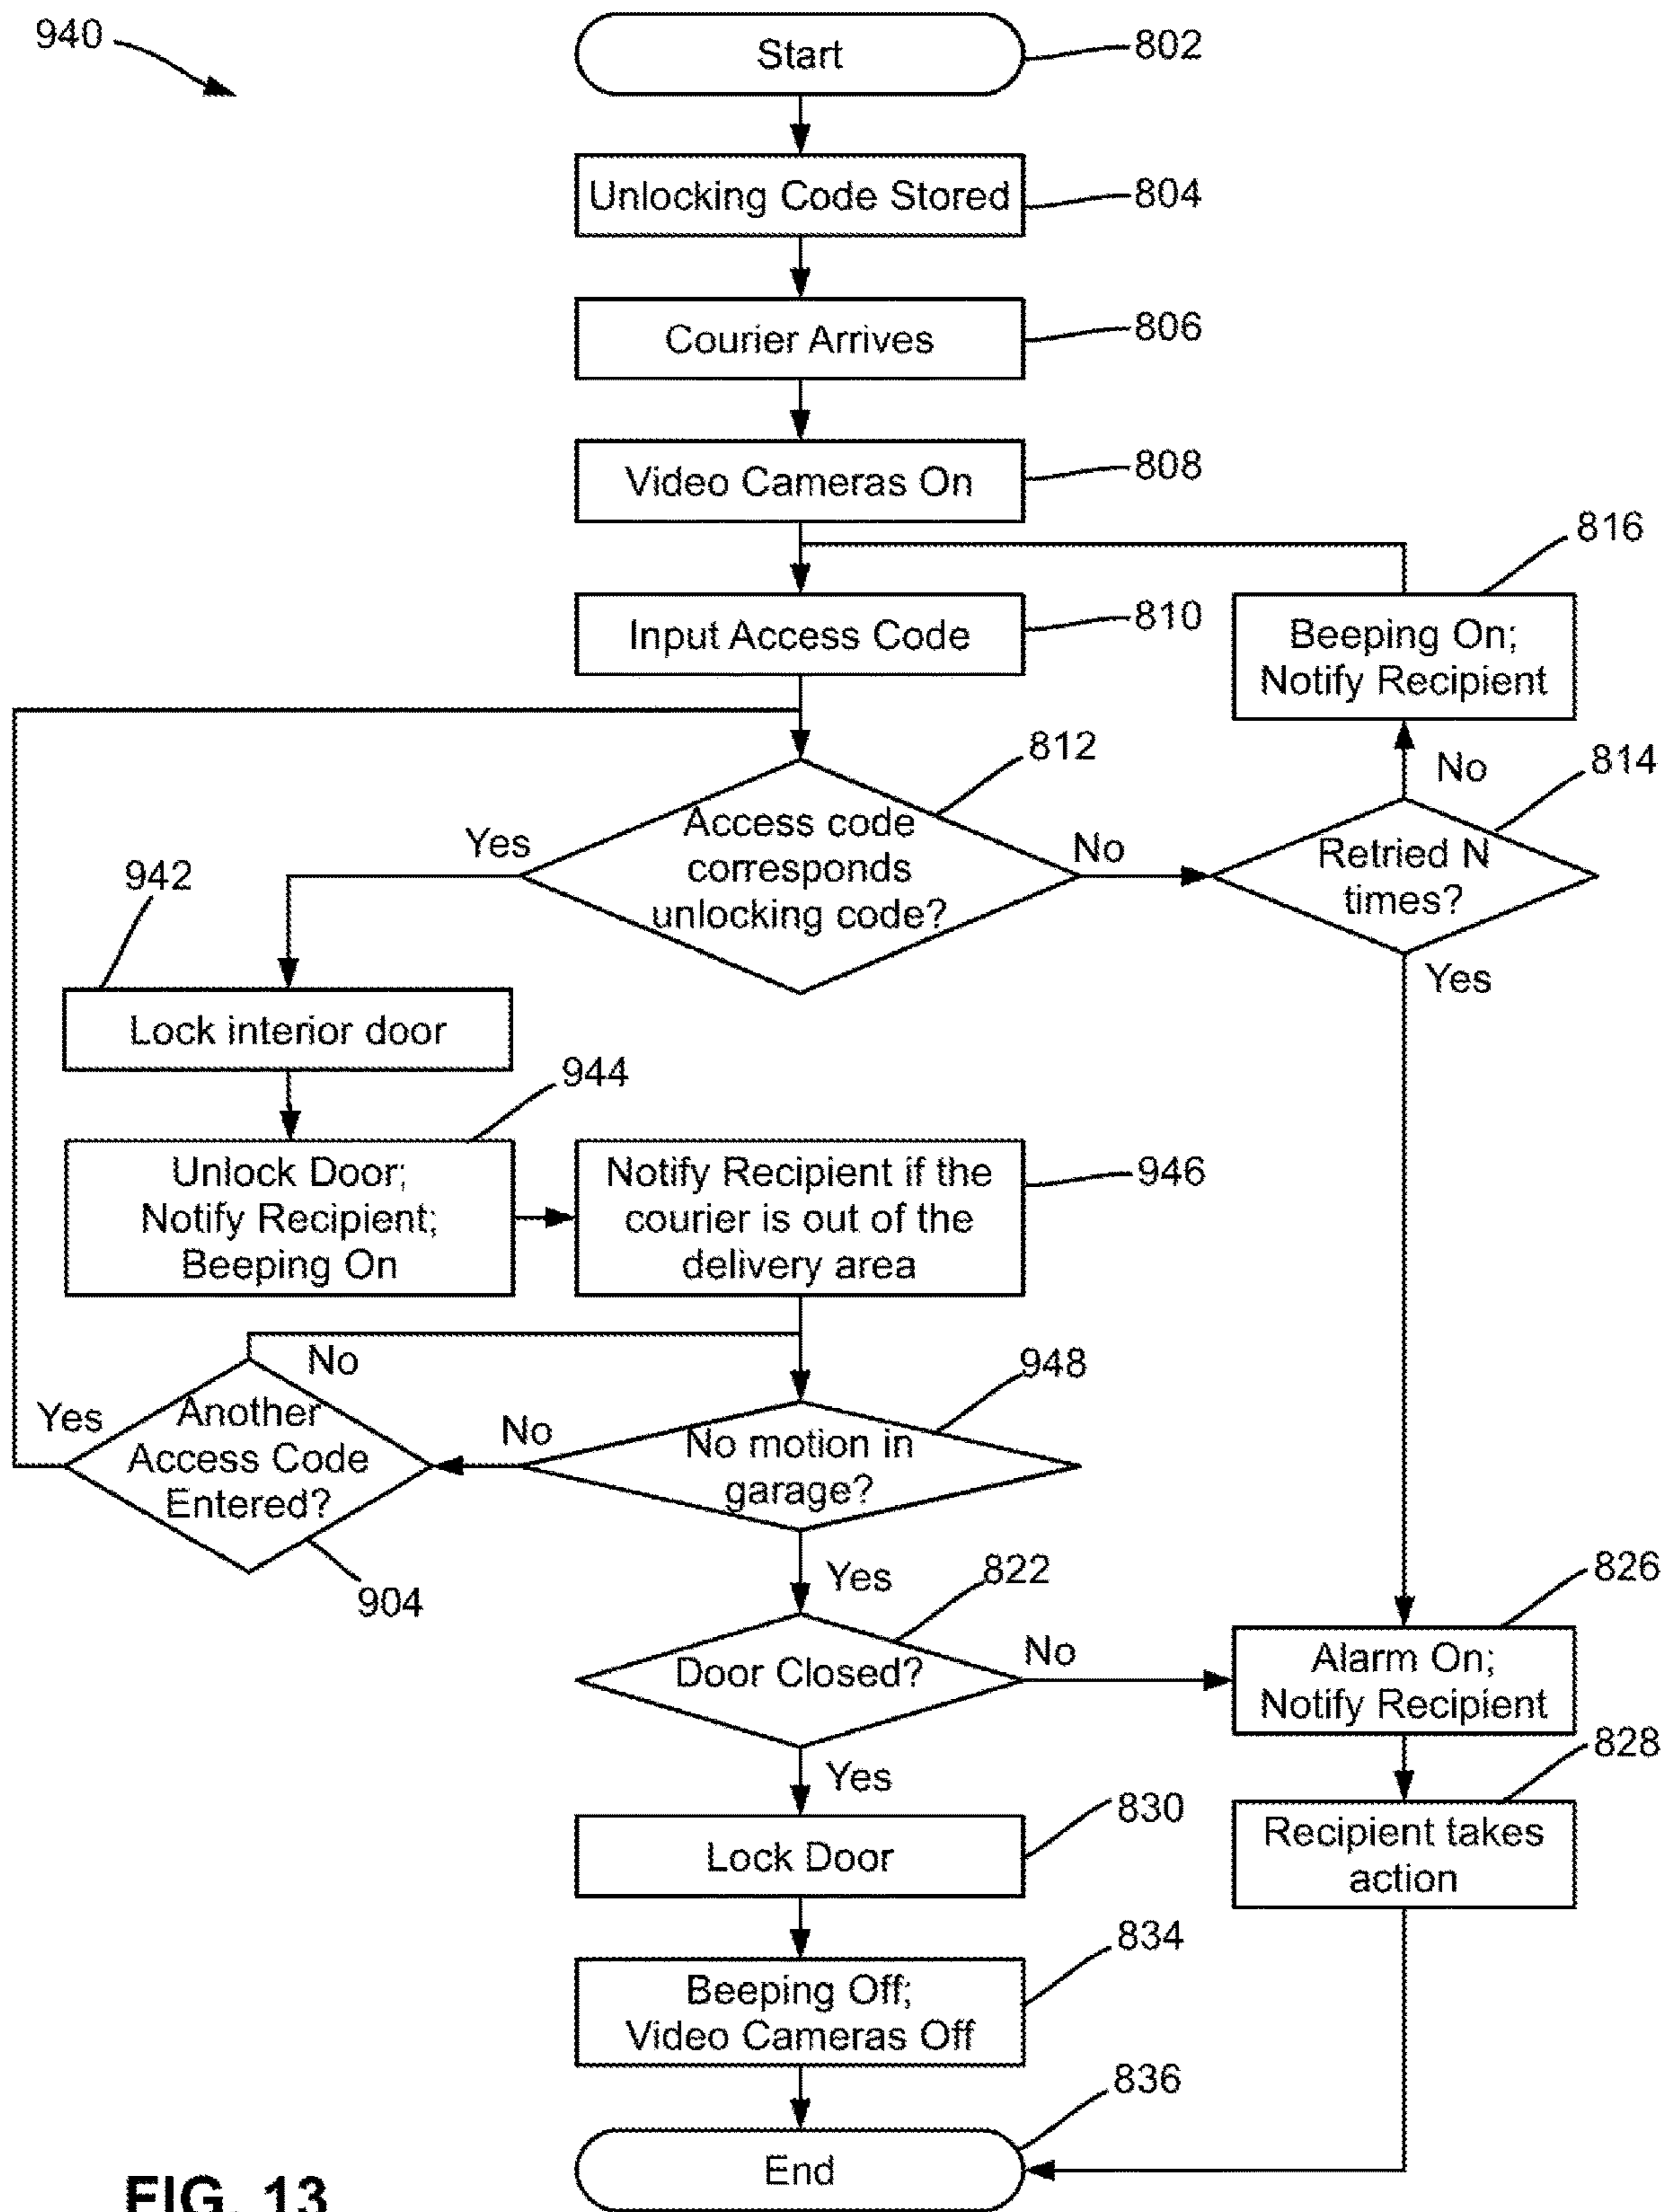 940
Start
802
Unlocking Code Stored
804
Courier Arrives
806
Video Cameras On
808
816
Input Access Code
810
Beeping On;
Notify Recipient
812
No
814
Yes
Access code
corresponds
unlocking code?
No
Retried N
times?
942
Yes
Lock interior door
944
Unlock Door;
Notify Recipient;
Beeping On
Notify Recipient if the
courier is out of the
delivery area
946
No
948
Yes
Another
Access Code
Entered?
No
No motion in
garage?
904
Yes
822
826
Door Closed?
No
Alarm On;
Notify Recipient
828
Yes
830
Lock Door
Recipient takes
action
834
Beeping Off;
Video Cameras Off
836
End
FIG. 13